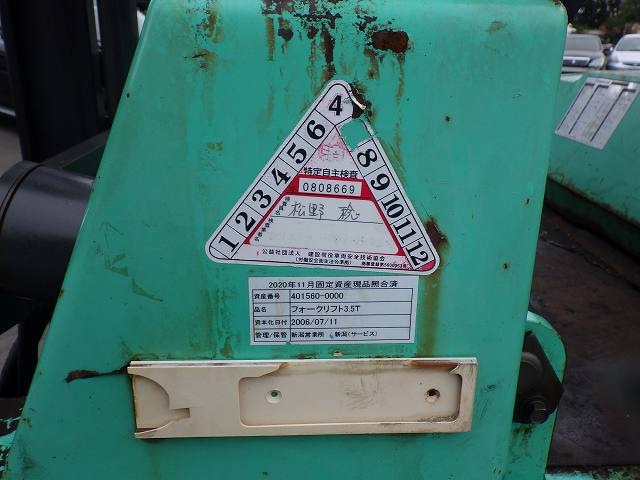 4
1 2 3 4 5 6 8 9 10 11 12
特定自主検査
0808669
松野
公益社団法人 建設荷役車両安全技術協会
2020年11月固定資産現品照合済
資産番号 401560-0000
品名 フォークリフト3.5T
資本化日付 2006/07/11
管理/保管 新潟営業所 新潟(サービス)